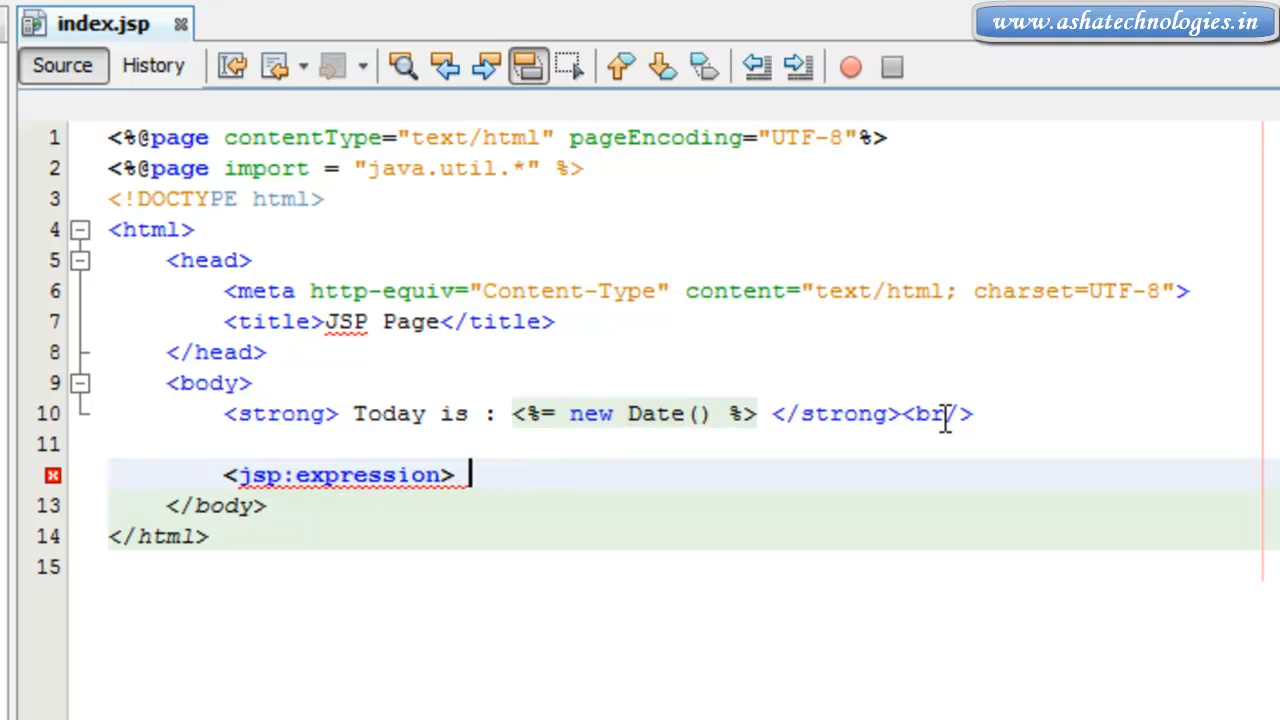 index.jsp
www.ashatechnologies.in
Source History
1 <%@page contentType="text/html" pageEncoding="UTF-8"%>
2 <%@page import = "java.util.*" %>
3 <!DOCTYPE html>
4 <html>
5 <head>
6 <meta http-equiv="Content-Type" content="text/html; charset=UTF-8">
7 <title>JSP Page</title>
8 </head>
9 <body>
10 <strong> Today is : <%= new Date() %> </strong><br/>
11
<jsp:expression>
13 </body>
14 </html>
15